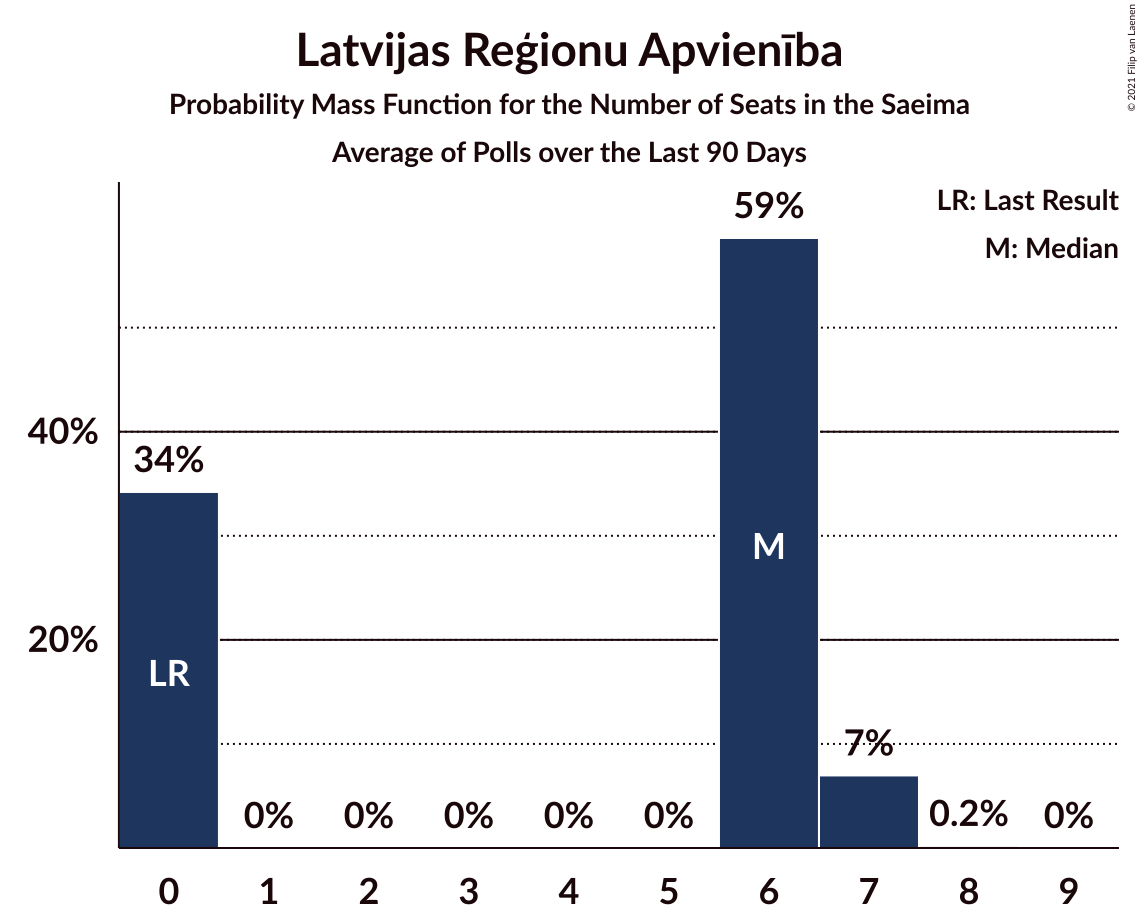 Latvijas Reģionu Apvienība
Probability Mass Function for the Number of Seats in the Saeima
Average of Polls over the Last 90 Days
© 2021 Filip van Laenen
LR: Last Result
M: Median
59%
40%
34%
M
20%
LR
7%
0% 0% 0% 0% 0% 0.2% 0%
0 1 2 3 4 5 6 7 8 9